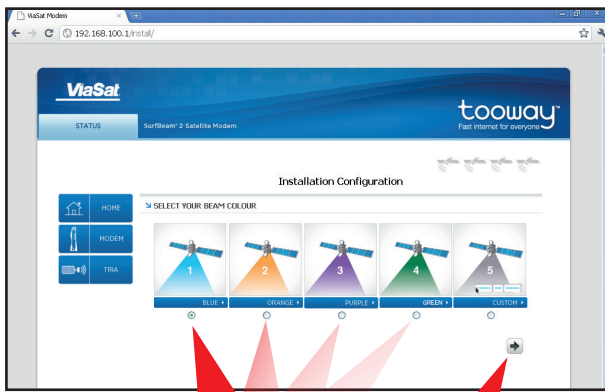 ViaSat Modem
192.168.100.1/install/
ViaSat
tooway™
Fast internet for everyone
STATUS
SurfBeam® 2 Satellite Modem
Installation Configuration
HOME
MODEM
TRIA
SELECT YOUR BEAM COLOUR
1 2 3 4 5
BLUE ORANGE PURPLE GREEN CUSTOM